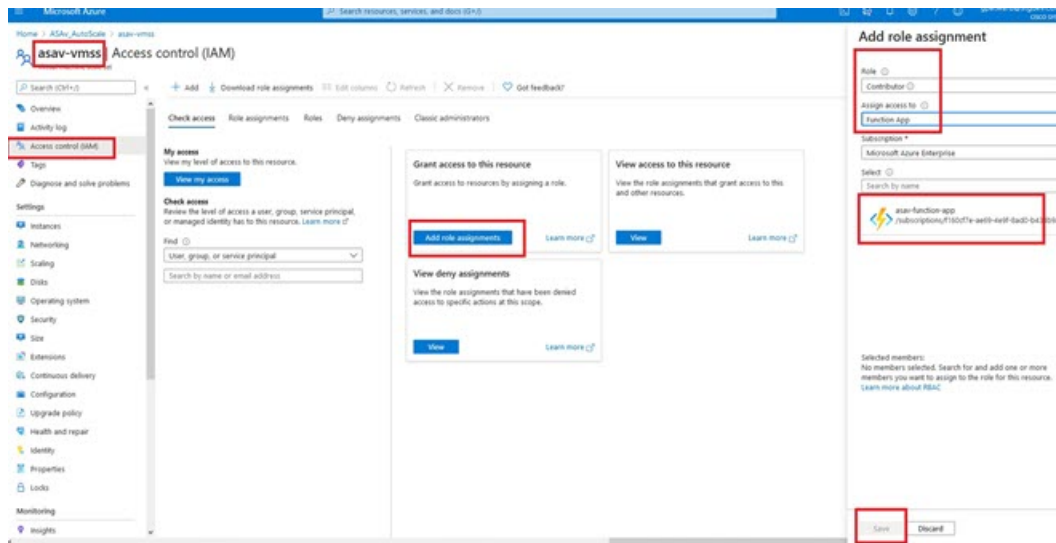 Microsoft Azure
Search resources, services, and docs (G+/)
Home > ASAv_AutoScale > asav-vmss
asav-vmss | Access control (IAM)
Search (Ctrl+/)
Overview
Activity log
Access control (IAM)
Tags
Diagnose and solve problems
Settings
Instances
Networking
Scaling
Disks
Operating system
Security
Size
Extensions
Continuous delivery
Configuration
Upgrade policy
Health and repair
Identity
Properties
Locks
Monitoring
Insights
Add
Download role assignments
Edit columns
Refresh
Remove
Got feedback?
Check access
Role assignments
Roles
Deny assignments
Classic administrators
My access
View my level of access to this resource.
View my access
Check access
Review the level of access a user, group, service principal,
or managed identity has to this resource. Learn more
Find
User, group, or service principal
Search by name or email address
Grant access to this resource
Grant access to resources by assigning a role.
Add role assignments
Learn more
View access to this resource
View the role assignments that grant access to this
and other resources.
View
Learn more
View deny assignments
View the role assignments that have been denied
access to specific actions at this scope.
View
Learn more
Add role assignment
Role
Contributor
Assign access to
Function App
Subscription *
Microsoft Azure Enterprise
Select
Search by name
asav-function-app
Selected members:
No members selected. Search for and add one or more
members you want to assign to the role for this resource.
Learn more about RBAC
Save
Discard